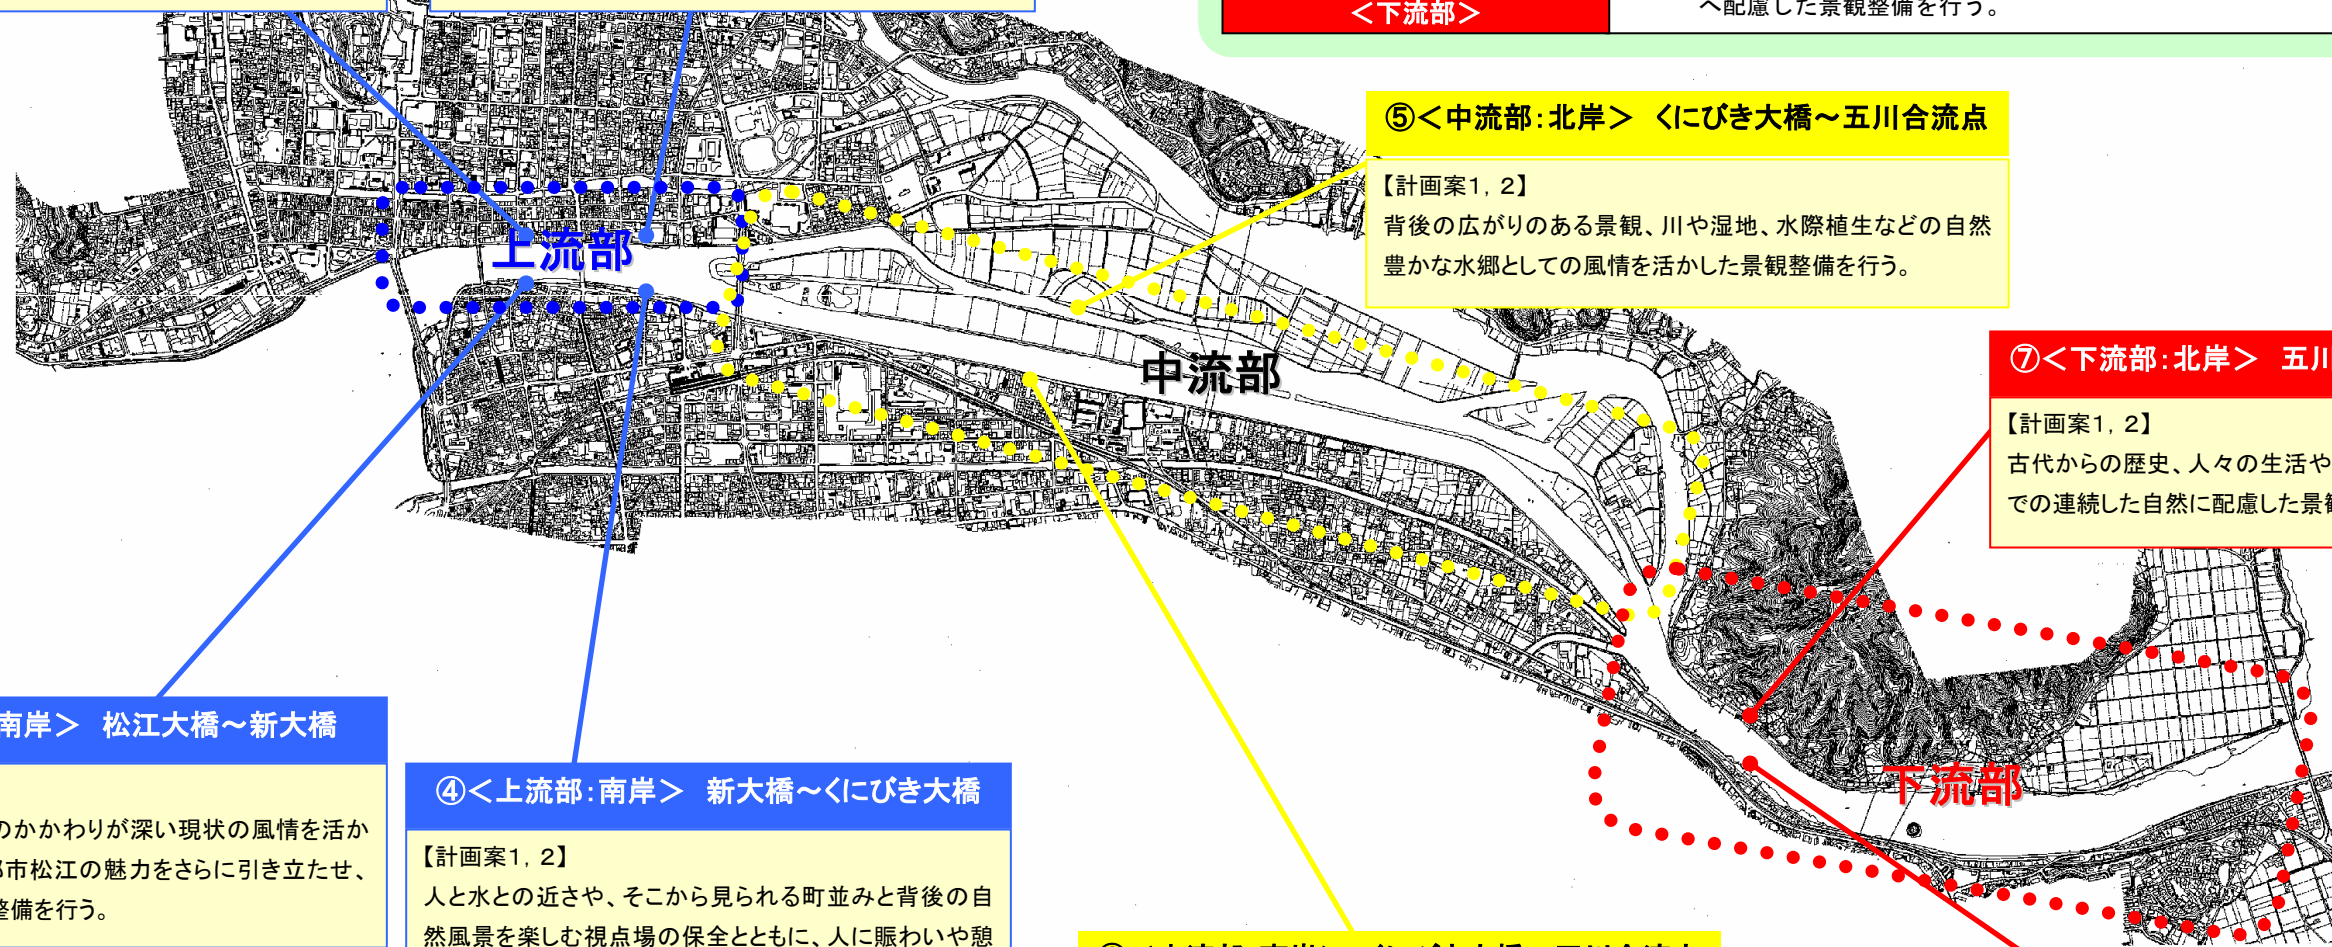 <下流部>
へ配慮した景観整備を行う。
⑤<中流部:北岸> くにびき大橋~五川合流点
【計画案1，2】
背後の広がりのある景観、川や湿地、水際植生などの自然
豊かな水郷としての風情を活かした景観整備を行う。
上流部
中流部
⑦<下流部:北岸> 五川
【計画案1，2】
古代からの歴史、人々の生活や
での連続した自然に配慮した景観
下流部
南岸> 松江大橋~新大橋
のかかわりが深い現状の風情を活か
市松江の魅力をさらに引き立たせ、
整備を行う。
④<上流部:南岸> 新大橋~くにびき大橋
【計画案1，2】
人と水との近さや、そこから見られる町並みと背後の自
然風景を楽しむ視点場の保全とともに、人に賑わいや憩